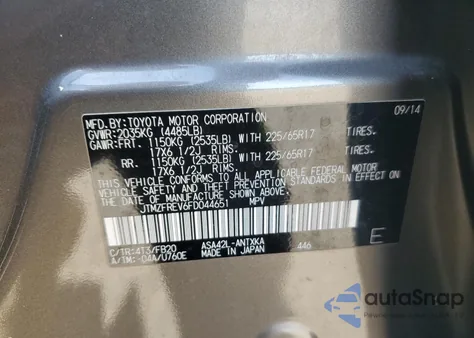 MFD.BY:TOYOTA MOTOR CORPORATION 09/14
GVWR:2035KG (4485LB)
GAWR:FRT. 1150KG (2535LB) WITH 225/65R17 TIRES.
17X6 1/2J RIMS.
RR. 1150KG (2535LB) WITH 225/65R17 TIRES.
17X6 1/2J RIMS.
THIS VEHICLE CONFORMS TO ALL APPLICABLE FEDERAL MOTOR
VEHICLE SAFETY AND THEFT PREVENTION STANDARDS IN EFFECT ON
THE DATE OF MANUFACTURE SHOWN ABOVE.
JTMZFREV6FD044651 MPV
C/TR:4T3/FB20 ASA42L-ANTXKA 446 E
A/TM:-04A/U760E MADE IN JAPAN
autoSnap